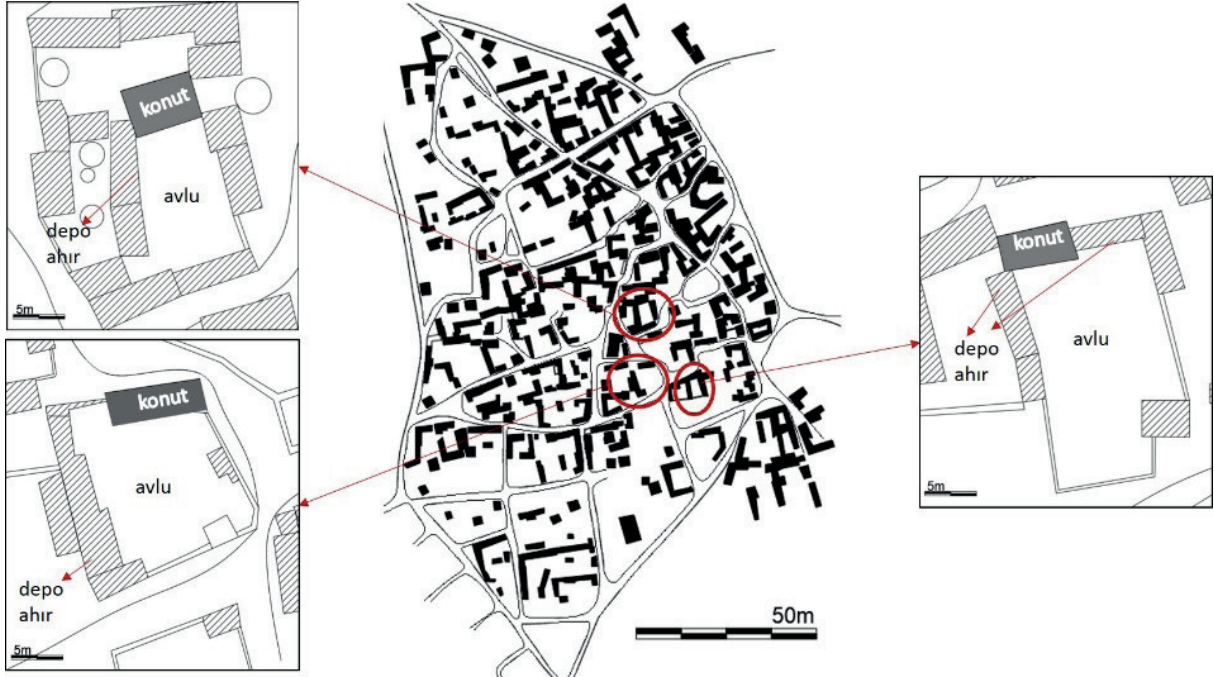 konut
avlu
depo
ahır
5m
konut
avlu
depo
ahır
5m
50m
konut
depo
ahır
avlu
5m